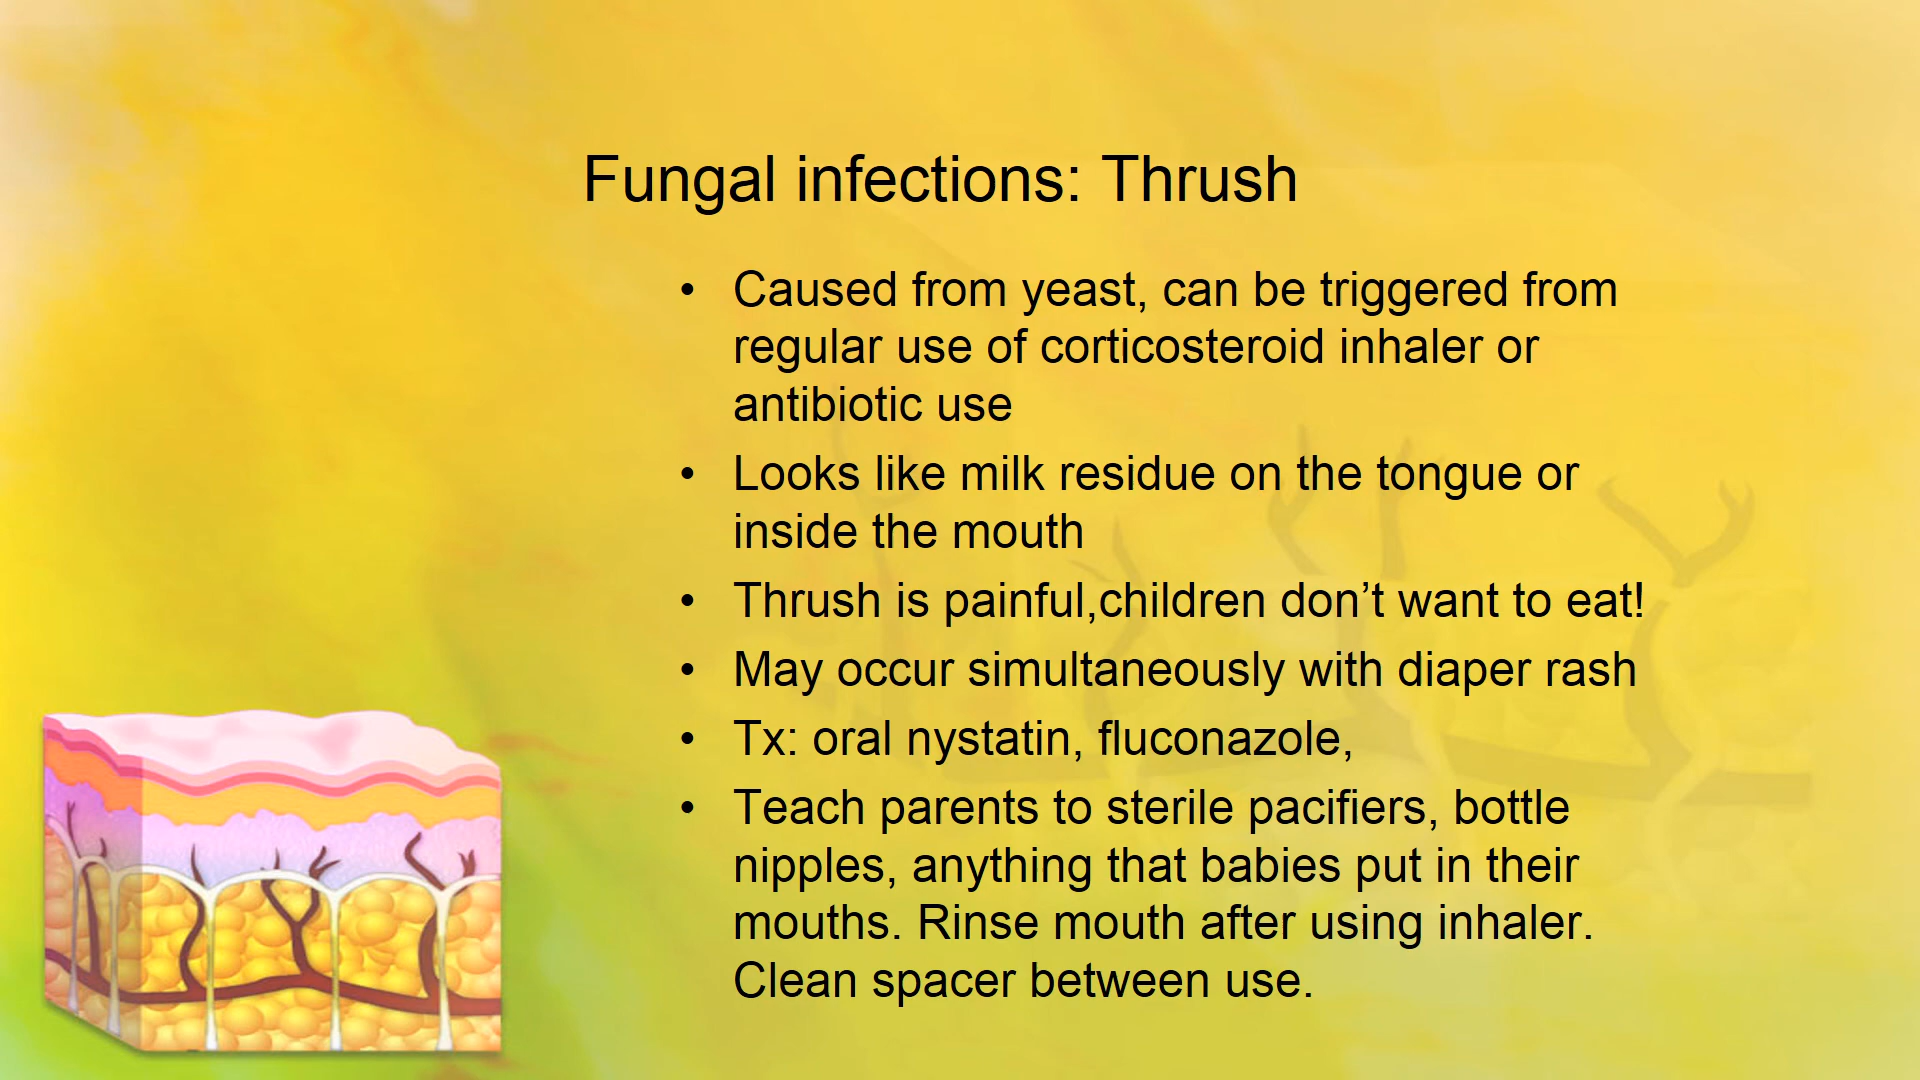 Fungal infections: Thrush
• Caused from yeast, can be triggered from
regular use of corticosteroid inhaler or
antibiotic use
• Looks like milk residue on the tongue or
inside the mouth
• Thrush is painful,children don’t want to eat!
• May occur simultaneously with diaper rash
• Tx: oral nystatin, fluconazole,
• Teach parents to sterile pacifiers, bottle
nipples, anything that babies put in their
mouths. Rinse mouth after using inhaler.
Clean spacer between use.